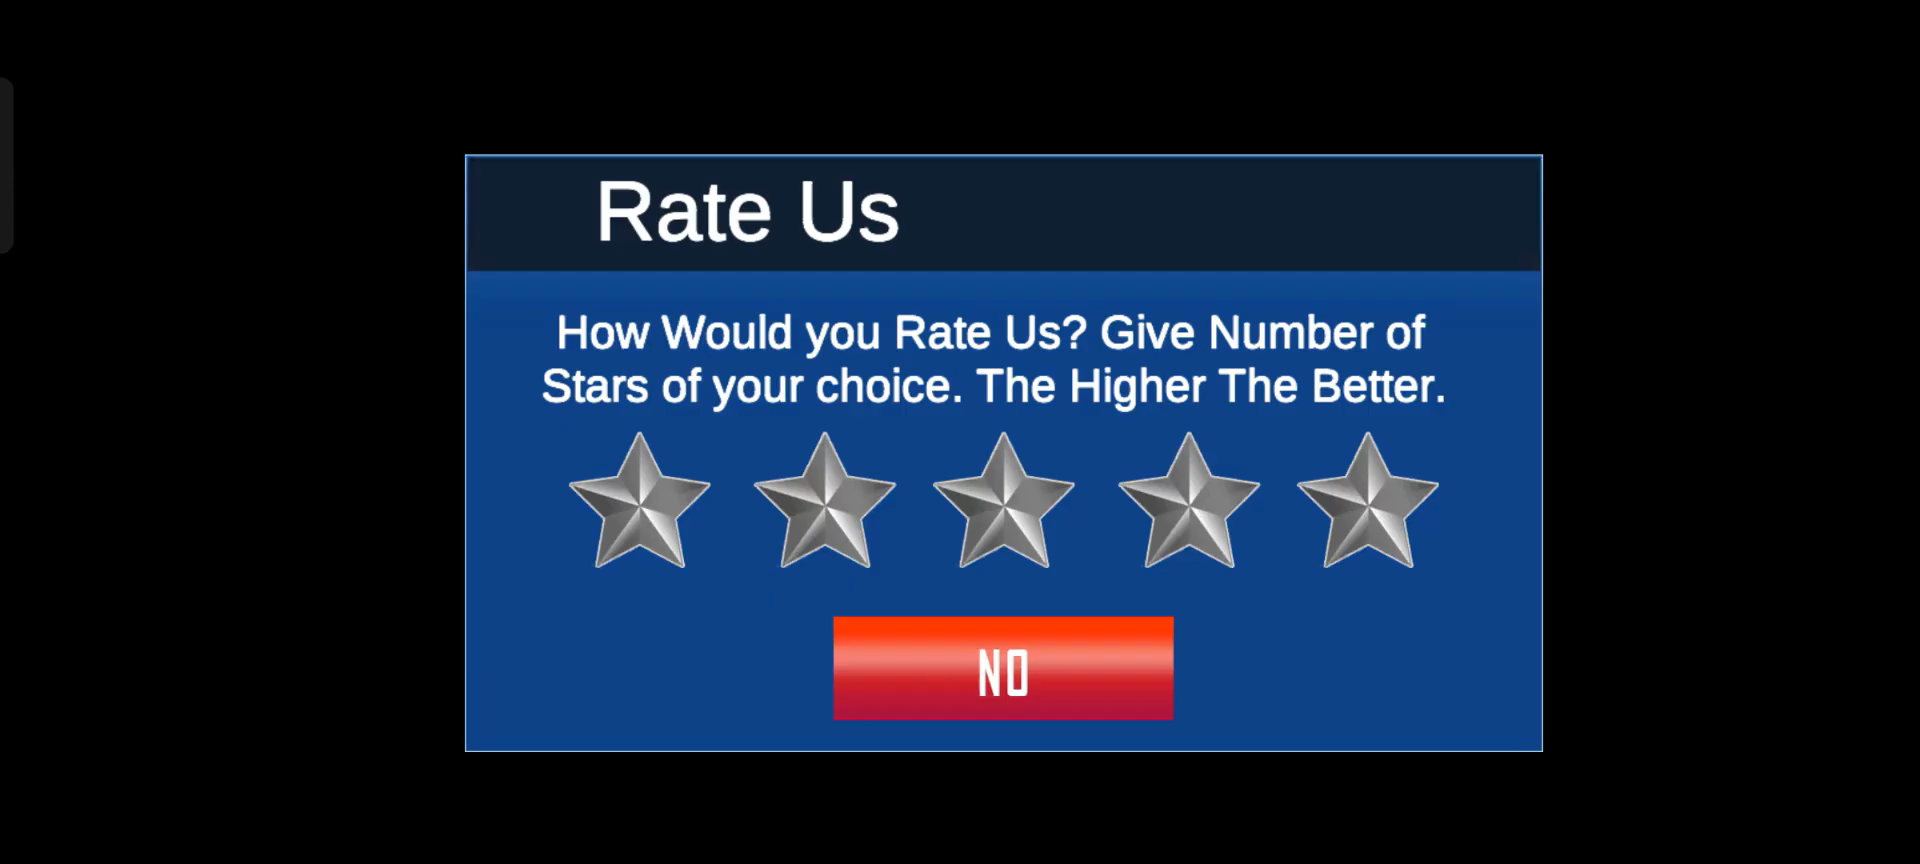 Rate Us
How Would you Rate Us? Give Number of
Stars of your choice. The Higher The Better.
NO